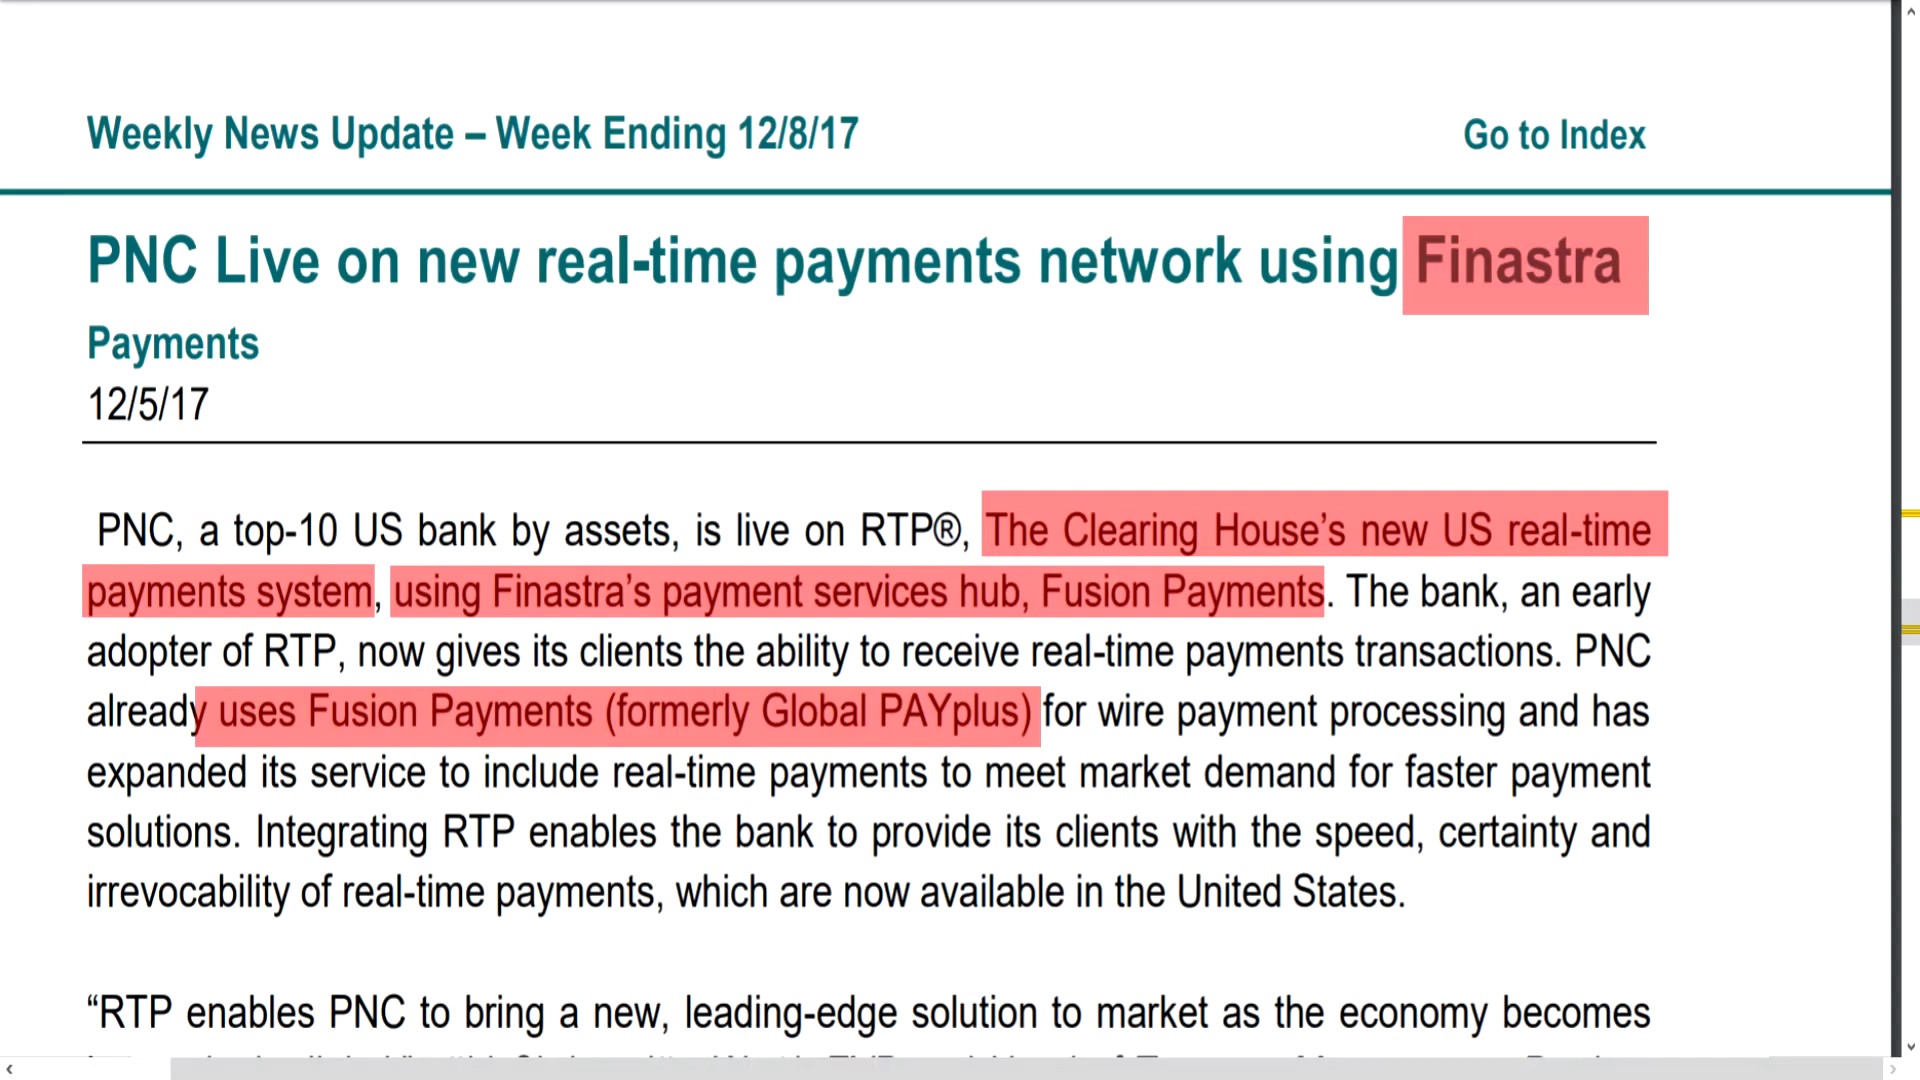 Weekly News Update – Week Ending 12/8/17
Go to Index
PNC Live on new real-time payments network using Finastra
Payments
12/5/17
PNC, a top-10 US bank by assets, is live on RTP®, The Clearing House’s new US real-time
payments system, using Finastra’s payment services hub, Fusion Payments. The bank, an early
adopter of RTP, now gives its clients the ability to receive real-time payments transactions. PNC
already uses Fusion Payments (formerly Global PAYplus) for wire payment processing and has
expanded its service to include real-time payments to meet market demand for faster payment
solutions. Integrating RTP enables the bank to provide its clients with the speed, certainty and
irrevocability of real-time payments, which are now available in the United States.
“RTP enables PNC to bring a new, leading-edge solution to market as the economy becomes